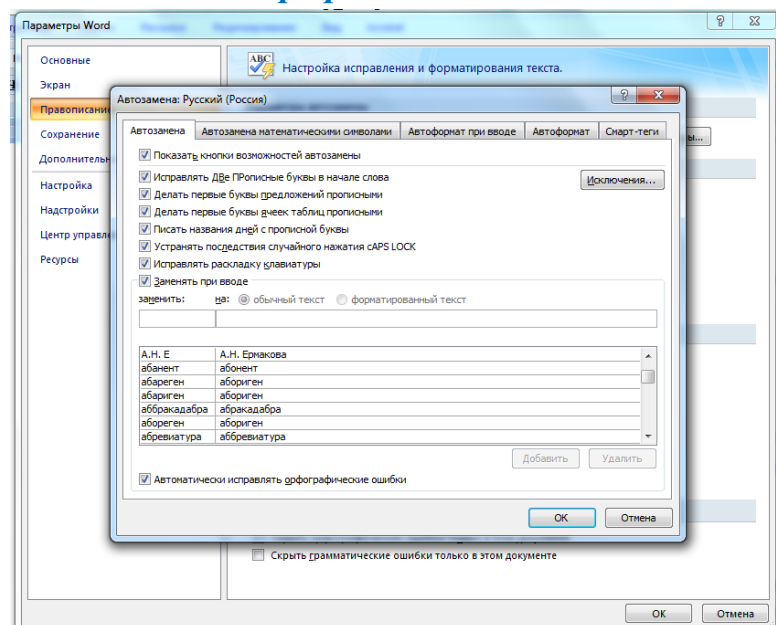 Параметры Word
Основные
Экран
Правописание
Сохранение
Дополнительн
Настройка
Надстройки
Центр управле
Ресурсы
ABC
Настройка исправления и форматирования текста.
Автозамена: Русский (Россия)
Автозамена
Автозамена математическими символами
Автоформат при вводе
Автоформат
Смарт-теги
ы...
Показать кнопки возможностей автозамены
Исправлять ДВе ПРописные буквы в начале слова
Исключения...
Делать первые буквы предложений прописными
Делать первые буквы ячеек таблиц прописными
Писать названия дней с прописной буквы
Устранять последствия случайного нажатия cAPS LOCK
Исправлять раскладку клавиатуры
Заменять при вводе
заменить: на: обычный текст форматированный текст
А.Н. Е А.Н. Ермакова
абанент абонент
абареген абориген
абариген абориген
аббракадабра абракадабра
абореген абориген
абревиатура аббревиатура
Добавить Удалить
Автоматически исправлять орфографические ошибки
ОК Отмена
Скрыть грамматические ошибки только в этом документе
ОК Отмена